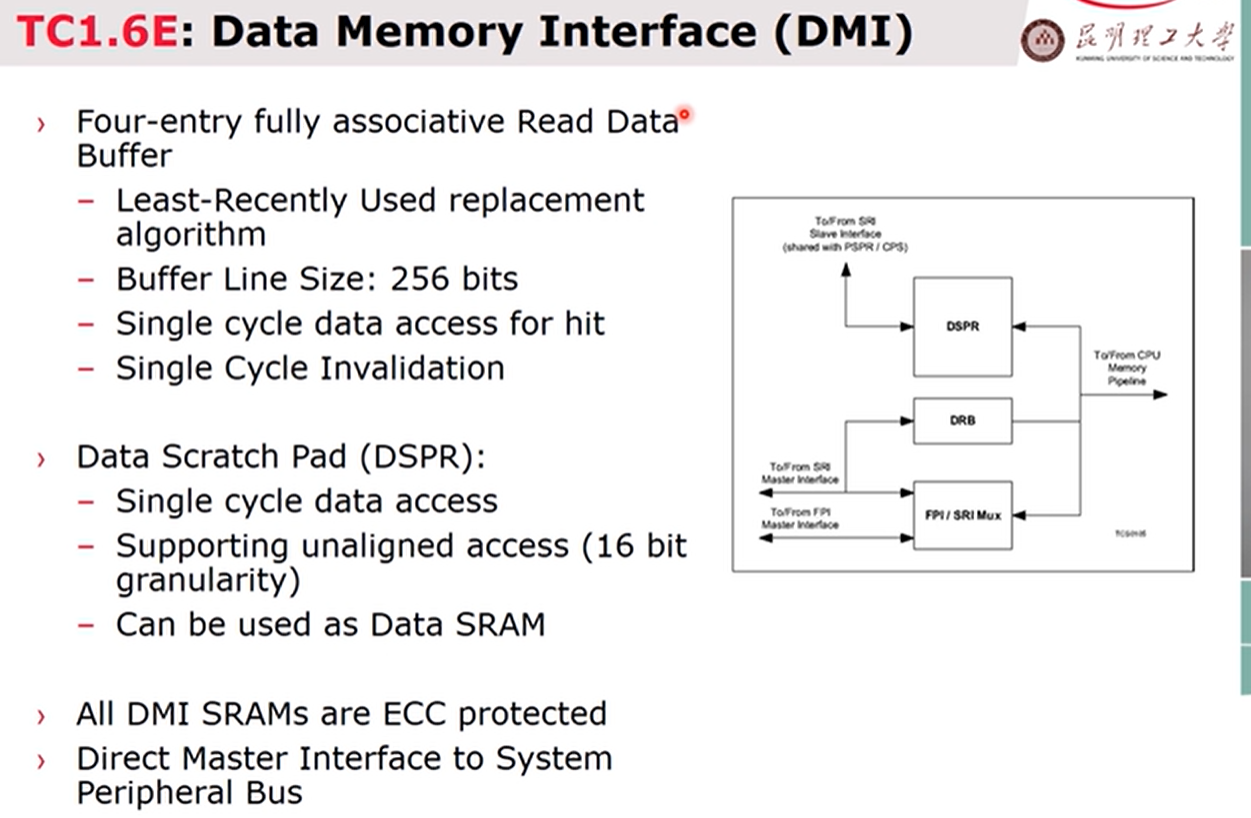 TC1.6E: Data Memory Interface (DMI)
昆明理工大学
KUNMING UNIVERSITY OF SCIENCE AND TECHNOLOGY
› Four-entry fully associative Read Data
Buffer
– Least-Recently Used replacement
algorithm
– Buffer Line Size: 256 bits
– Single cycle data access for hit
– Single Cycle Invalidation
› Data Scratch Pad (DSPR):
– Single cycle data access
– Supporting unaligned access (16 bit
granularity)
– Can be used as Data SRAM
› All DMI SRAMs are ECC protected
› Direct Master Interface to System
Peripheral Bus
To/From SRI
Slave Interface
(shared with PSPR / CPS)
DSPR
To/From CPU
Memory
Pipeline
DRB
To/From SRI
Master Interface
To/From FPI
Master Interface
FPI / SRI Mux